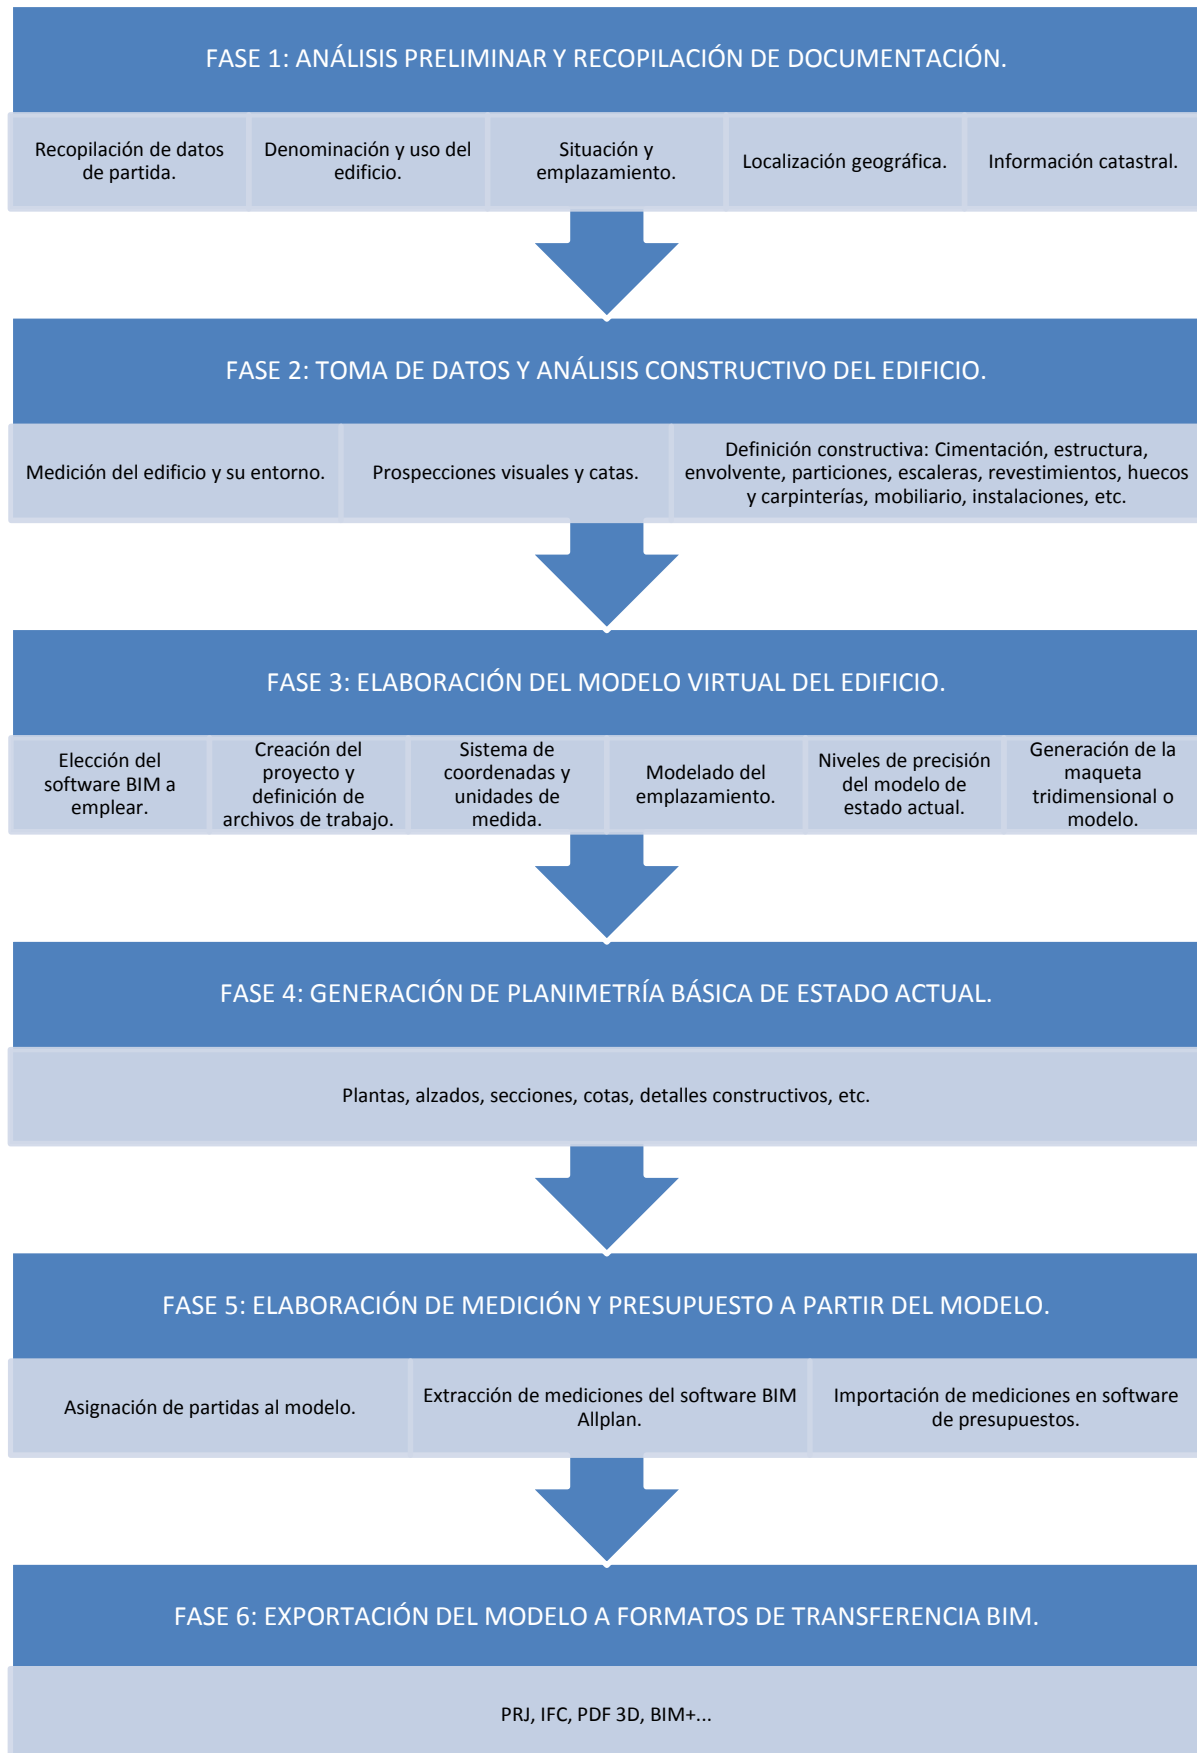 FASE 1: ANÁLISIS PRELIMINAR Y RECOPILACIÓN DE DOCUMENTACIÓN.
Recopilación de datos
de partida.
Denominación y uso del
edificio.
Situación y
emplazamiento.
Localización geográfica.
Información catastral.
FASE 2: TOMA DE DATOS Y ANÁLISIS CONSTRUCTIVO DEL EDIFICIO.
Medición del edificio y su entorno.
Prospecciones visuales y catas.
Definición constructiva: Cimentación, estructura,
envolvente, particiones, escaleras, revestimientos, huecos
y carpinterías, mobiliario, instalaciones, etc.
FASE 3: ELABORACIÓN DEL MODELO VIRTUAL DEL EDIFICIO.
Elección del
software BIM a
emplear.
Creación del
proyecto y
definición de
archivos de trabajo.
Sistema de
coordenadas y
unidades de
medida.
Modelado del
emplazamiento.
Niveles de precisión
del modelo de
estado actual.
Generación de la
maqueta
tridimensional o
modelo.
FASE 4: GENERACIÓN DE PLANIMETRÍA BÁSICA DE ESTADO ACTUAL.
Plantas, alzados, secciones, cotas, detalles constructivos, etc.
FASE 5: ELABORACIÓN DE MEDICIÓN Y PRESUPUESTO A PARTIR DEL MODELO.
Asignación de partidas al modelo.
Extracción de mediciones del software BIM
Allplan.
Importación de mediciones en software
de presupuestos.
FASE 6: EXPORTACIÓN DEL MODELO A FORMATOS DE TRANSFERENCIA BIM.
PRJ, IFC, PDF 3D, BIM+...